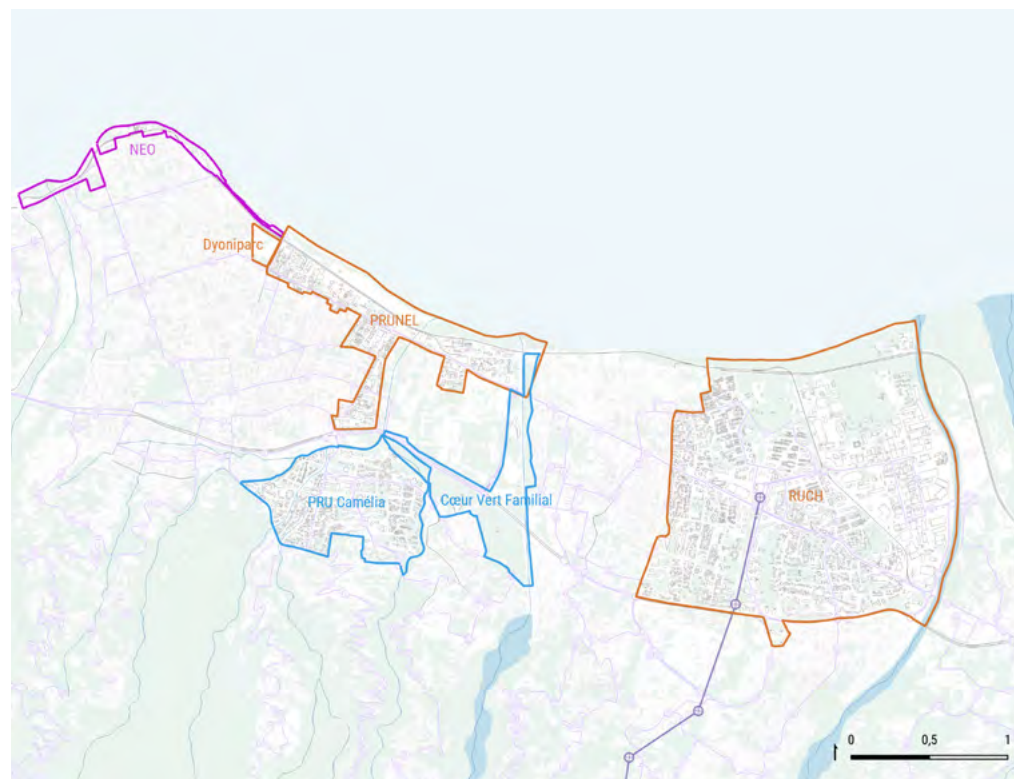 NEO
Dyoniparc
PRUNEL
PRU Camélia
Cœur Vert Familial
RUCH
0
0,5
1